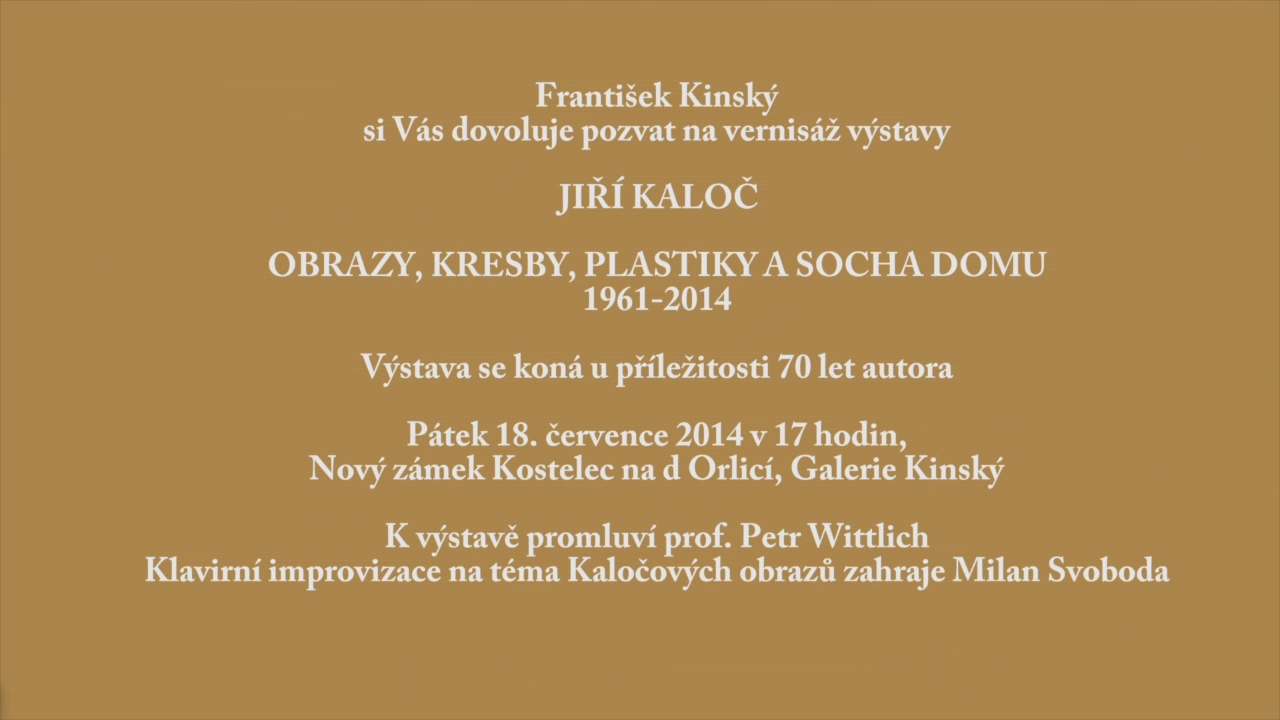 František Kinský
si Vás dovoluje pozvat na vernisáž výstavy
JIŘÍ KALOČ
OBRAZY, KRESBY, PLASTIKY A SOCHA DOMU
1961-2014
Výstava se koná u příležitosti 70 let autora
Pátek 18. července 2014 v 17 hodin,
Nový zámek Kostelec na d Orlicí, Galerie Kinský
K výstavě promluví prof. Petr Wittlich
Klavirní improvizace na téma Kaločových obrazů zahraje Milan Svoboda